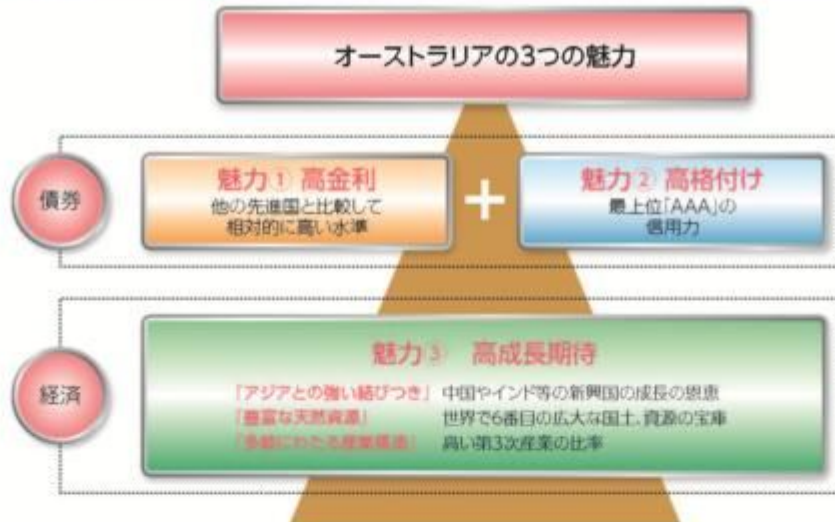 オーストラリアの3つの魅力
債券
魅力① 高金利
他の先進国と比較して
相対的に高い水準
+
魅力② 高格付け
最上位「AAA」の
信用力
経済
魅力③ 高成長期待
「アジアとの強い結びつき」 中国やインド等の新興国の成長の恩恵
「豊富な天然資源」 世界で6番目の広大な国土、資源の宝庫
「多岐にわたる産業構造」 高い第3次産業の比率